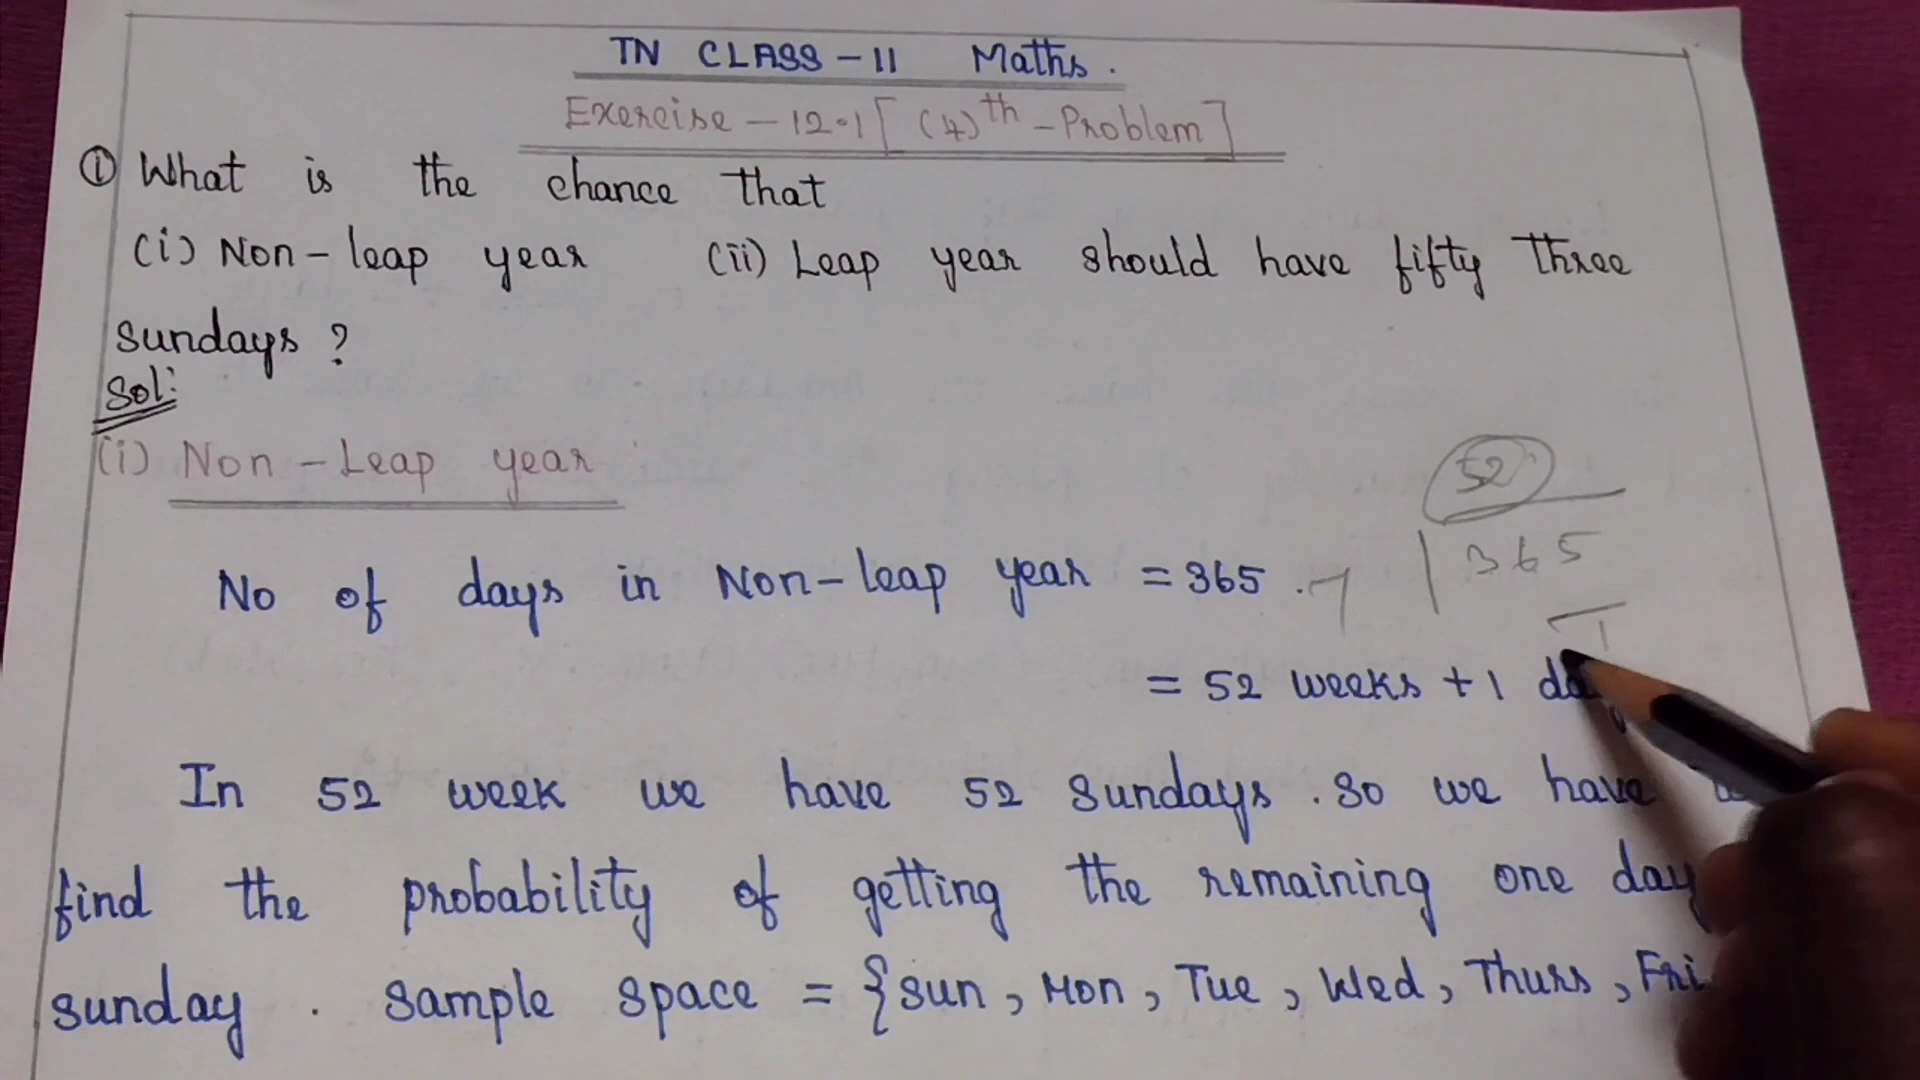 TN CLASS - 11 Maths.
Exercise - 12.1 [ (4)th - Problem ]
① What is the chance that
(i) Non-leap year (ii) Leap year should have fifty three
sundays ?
Sol:
(i) Non-Leap year
52
No of days in Non-leap year = 365 . 7 365
1
= 52 weeks + 1
In 52 week we have 52 sundays . so we have
find the probability of getting the remaining one day
sunday . sample space = {sun, Mon, Tue, Wed, Thurs, Fri